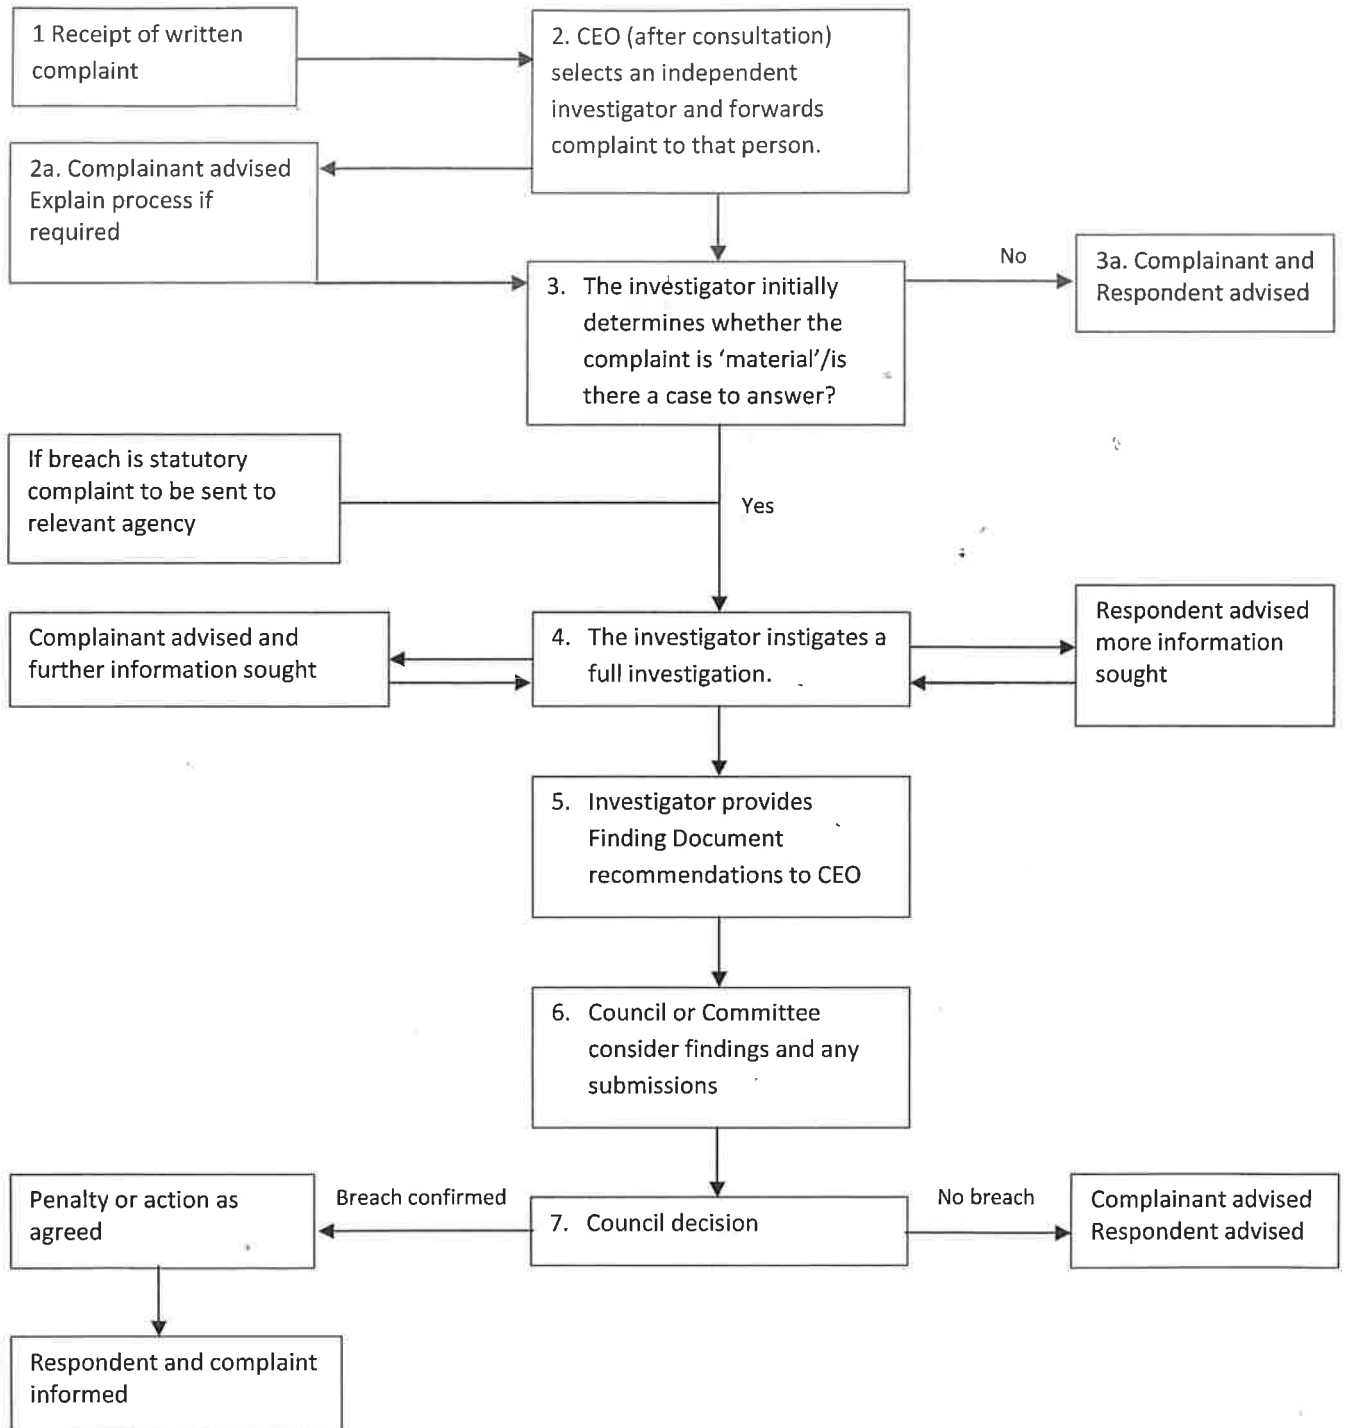 1 Receipt of written
complaint
2. CEO (after consultation)
selects an independent
investigator and forwards
complaint to that person.
2a. Complainant advised
Explain process if
required
3. The investigator initially
determines whether the
complaint is ‘material’/is
there a case to answer?
No
3a. Complainant and
Respondent advised
If breach is statutory
complaint to be sent to
relevant agency
Yes
Complainant advised and
further information sought
4. The investigator instigates a
full investigation.
Respondent advised
more information
sought
5. Investigator provides
Finding Document
recommendations to CEO
6. Council or Committee
consider findings and any
submissions
7. Council decision
Breach confirmed
Penalty or action as
agreed
No breach
Complainant advised
Respondent advised
Respondent and complaint
informed